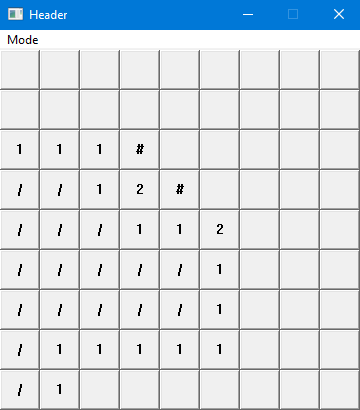 Header
Mode
1 1 1 #
/ / 1 2 #
/ / / 1 1 2
/ / / / / 1
/ / / / / 1
/ 1 1 1 1 1
/ 1